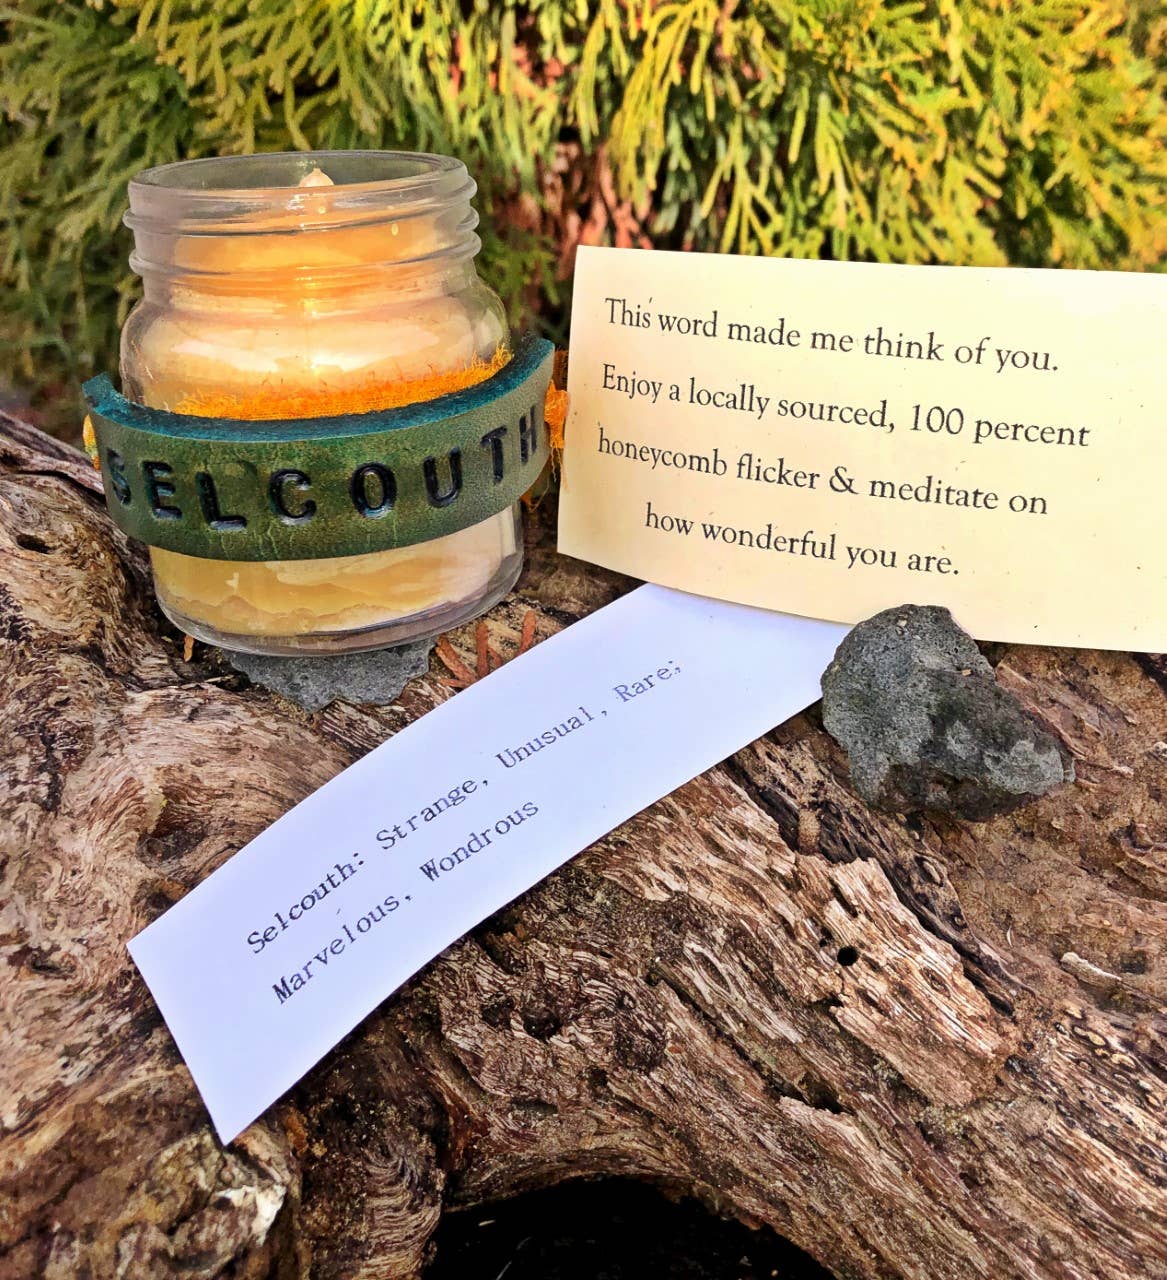 SELCOUTH
This word made me think of you.
Enjoy a locally sourced, 100 percent
honeycomb flicker & meditate on
how wonderful you are.
Selcouth: Strange, Unusual, Rare;
Marvelous, Wondrous